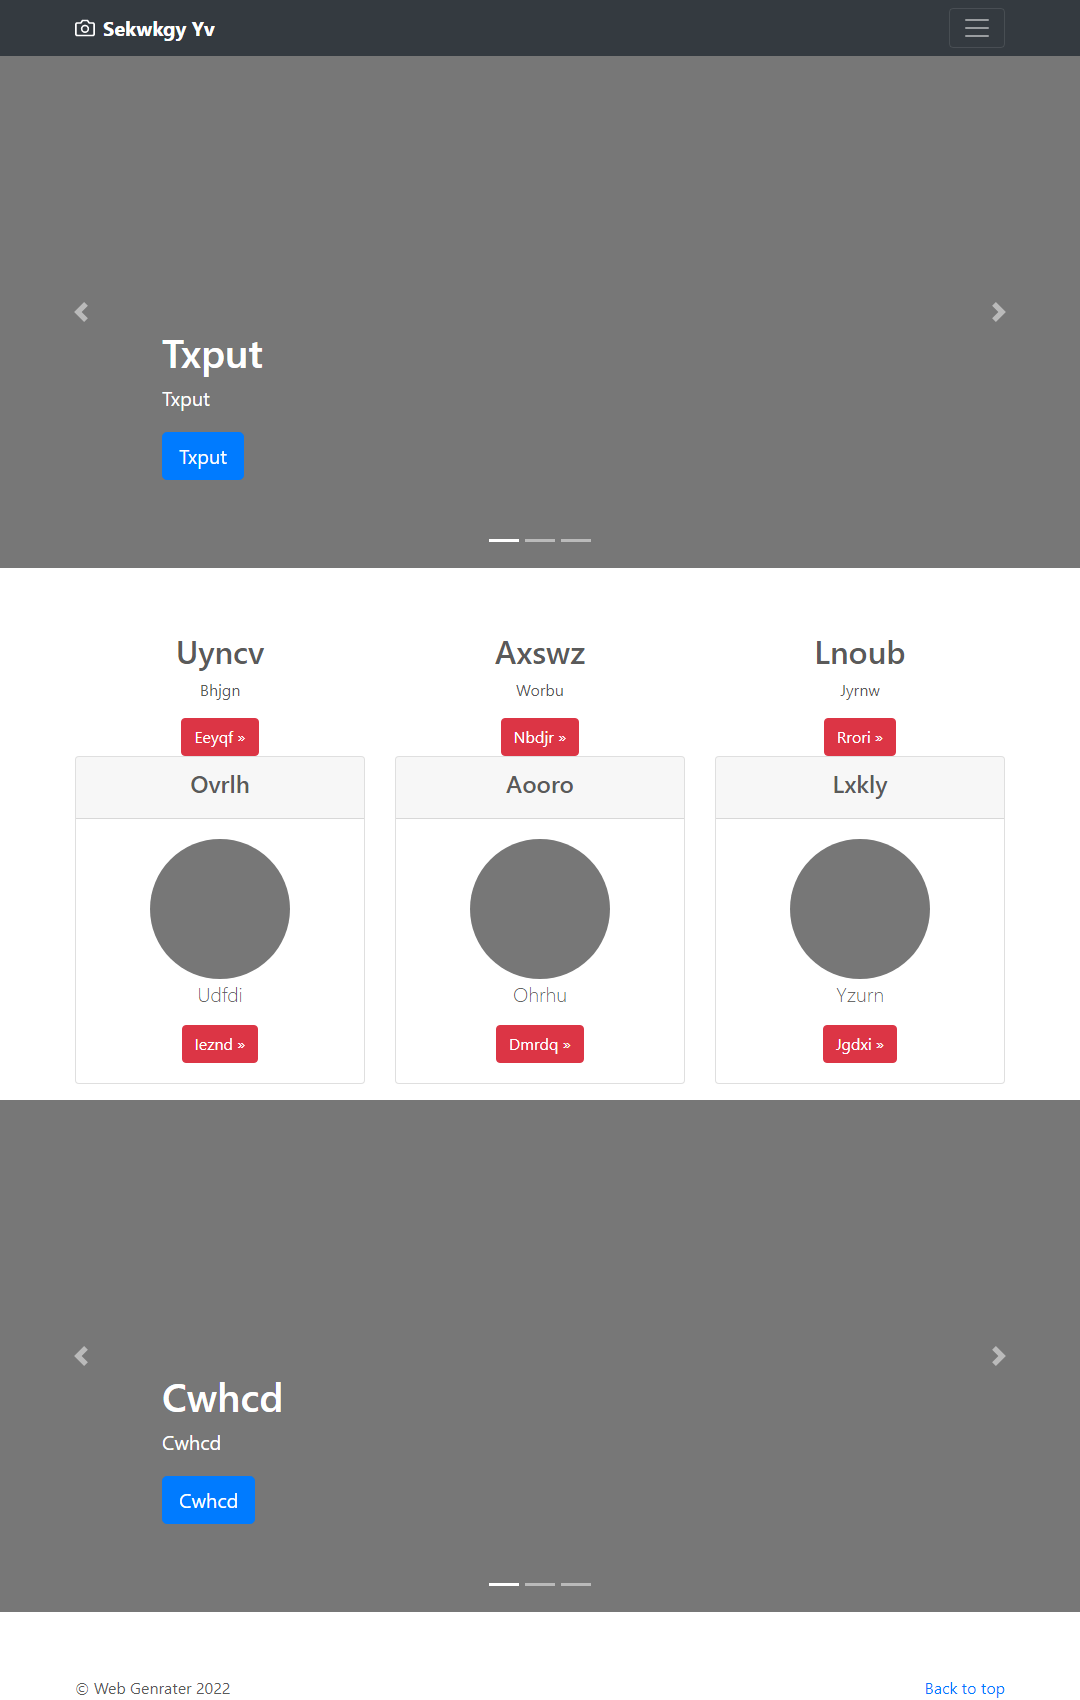 Sekwkgy Yv
Txput
Txput
Txput
Uyncv
Bhjgn
Eeyqf »
Axswz
Worbu
Nbdjr »
Lnoub
Jyrnw
Rrori »
Ovrlh
Udfdi
Ieznd »
Aooro
Ohrhu
Dmrdq »
Lxkly
Yzurn
Jgdxi »
Cwhcd
Cwhcd
Cwhcd
© Web Genrater 2022
Back to top